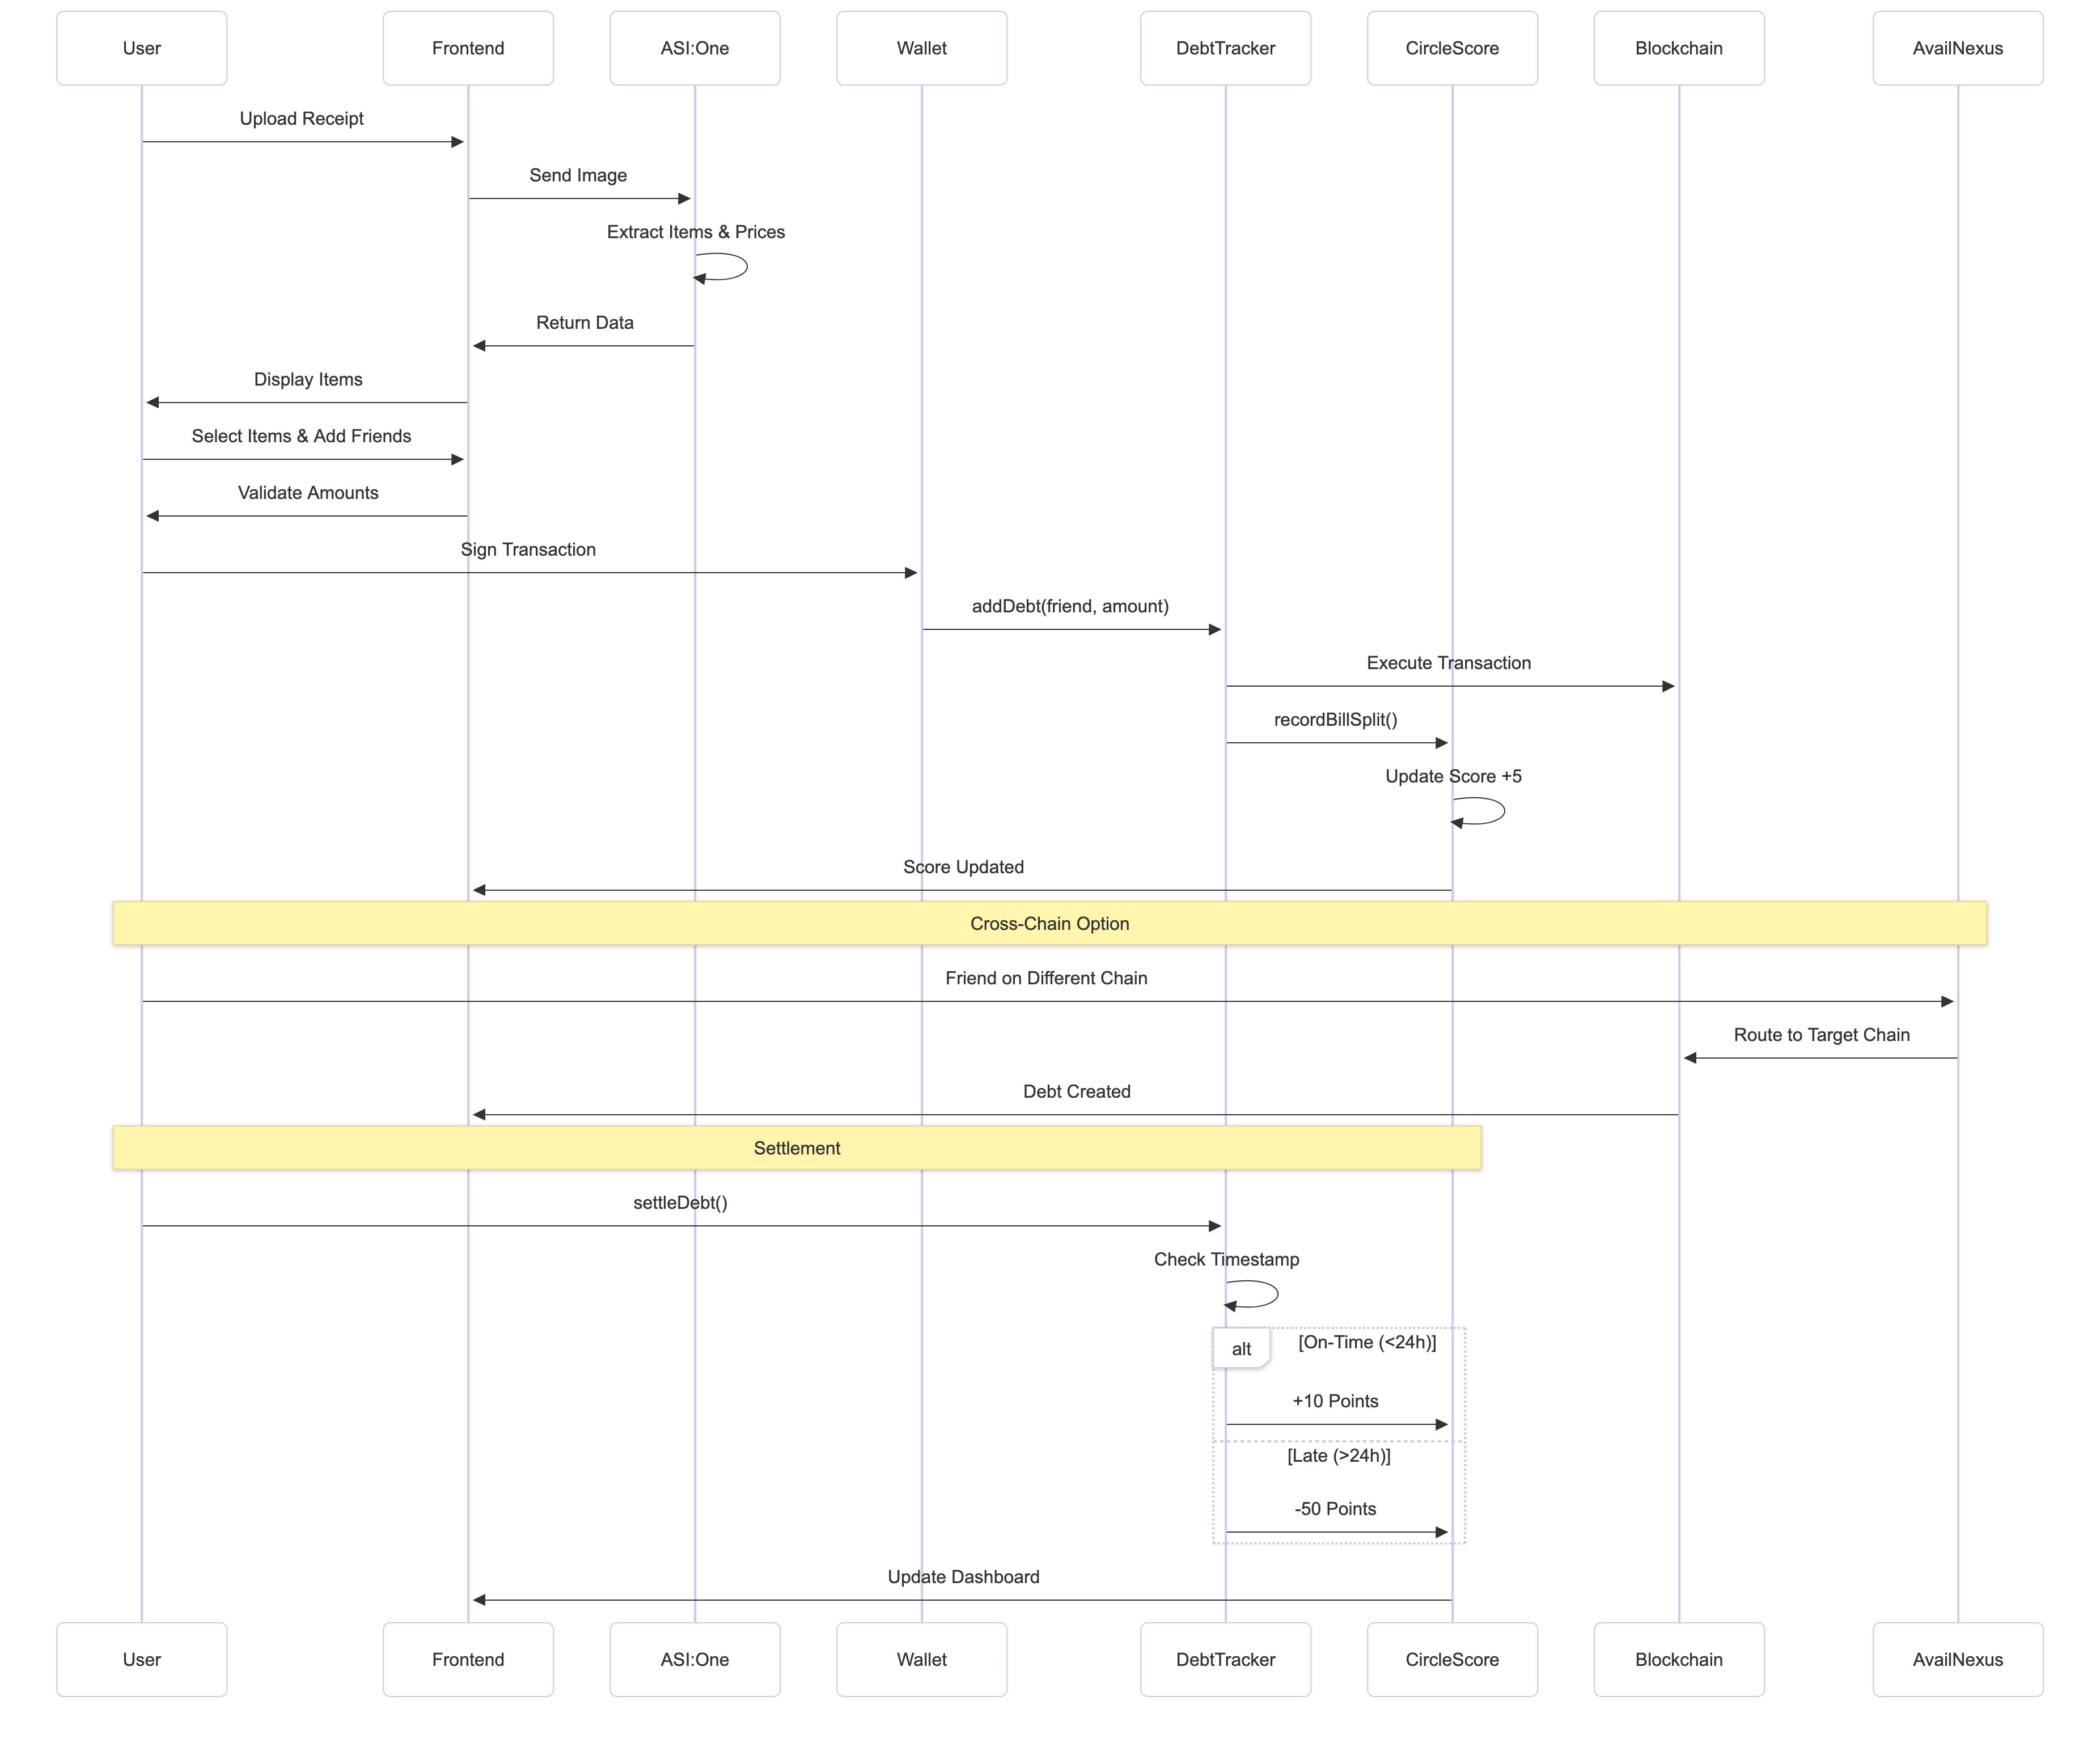 User
Frontend
ASI:One
Wallet
DebtTracker
CircleScore
Blockchain
AvailNexus
Upload Receipt
Send Image
Extract Items & Prices
Return Data
Display Items
Select Items & Add Friends
Validate Amounts
Sign Transaction
addDebt(friend, amount)
Execute Transaction
recordBillSplit()
Update Score +5
Score Updated
Cross-Chain Option
Friend on Different Chain
Route to Target Chain
Debt Created
Settlement
settleDebt()
Check Timestamp
alt
[On-Time (<24h)]
+10 Points
[Late (>24h)]
-50 Points
Update Dashboard
User
Frontend
ASI:One
Wallet
DebtTracker
CircleScore
Blockchain
AvailNexus